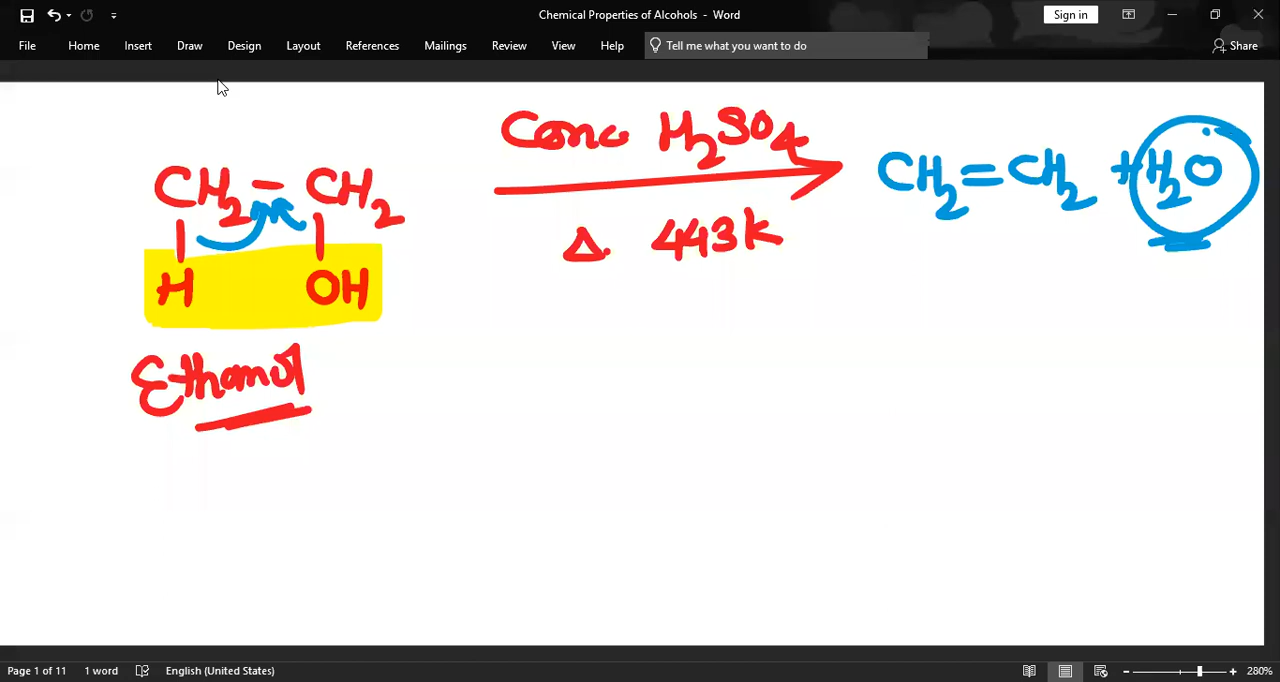 Chemical Properties of Alcohols - Word
Sign in
File Home Insert Draw Design Layout References Mailings Review View Help Tell me what you want to do Share
Conc H2SO4
CH2 = CH2
CH2=CH2 + H2O
Δ 443k
H OH
Ethanol
Page 1 of 11 1 word English (United States) 280%